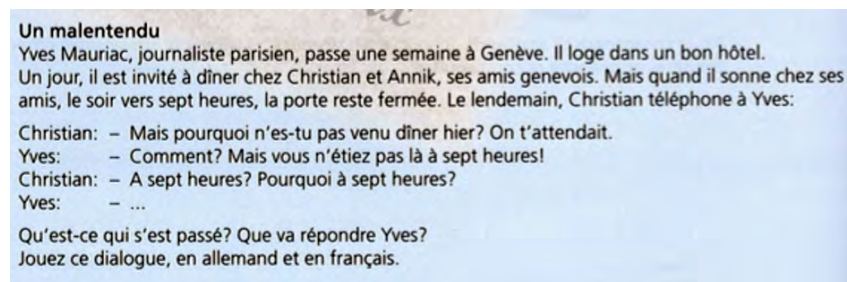 Un malentendu
Yves Mauriac, journaliste parisien, passe une semaine à Genève. Il loge dans un bon hôtel.
Un jour, il est invité à dîner chez Christian et Annik, ses amis genevois. Mais quand il sonne chez ses
amis, le soir vers sept heures, la porte reste fermée. Le lendemain, Christian téléphone à Yves:
Christian: – Mais pourquoi n'es-tu pas venu dîner hier? On t'attendait.
Yves: – Comment? Mais vous n'étiez pas là à sept heures!
Christian: – A sept heures? Pourquoi à sept heures?
Yves: – ...
Qu'est-ce qui s'est passé? Que va répondre Yves?
Jouez ce dialogue, en allemand et en français.